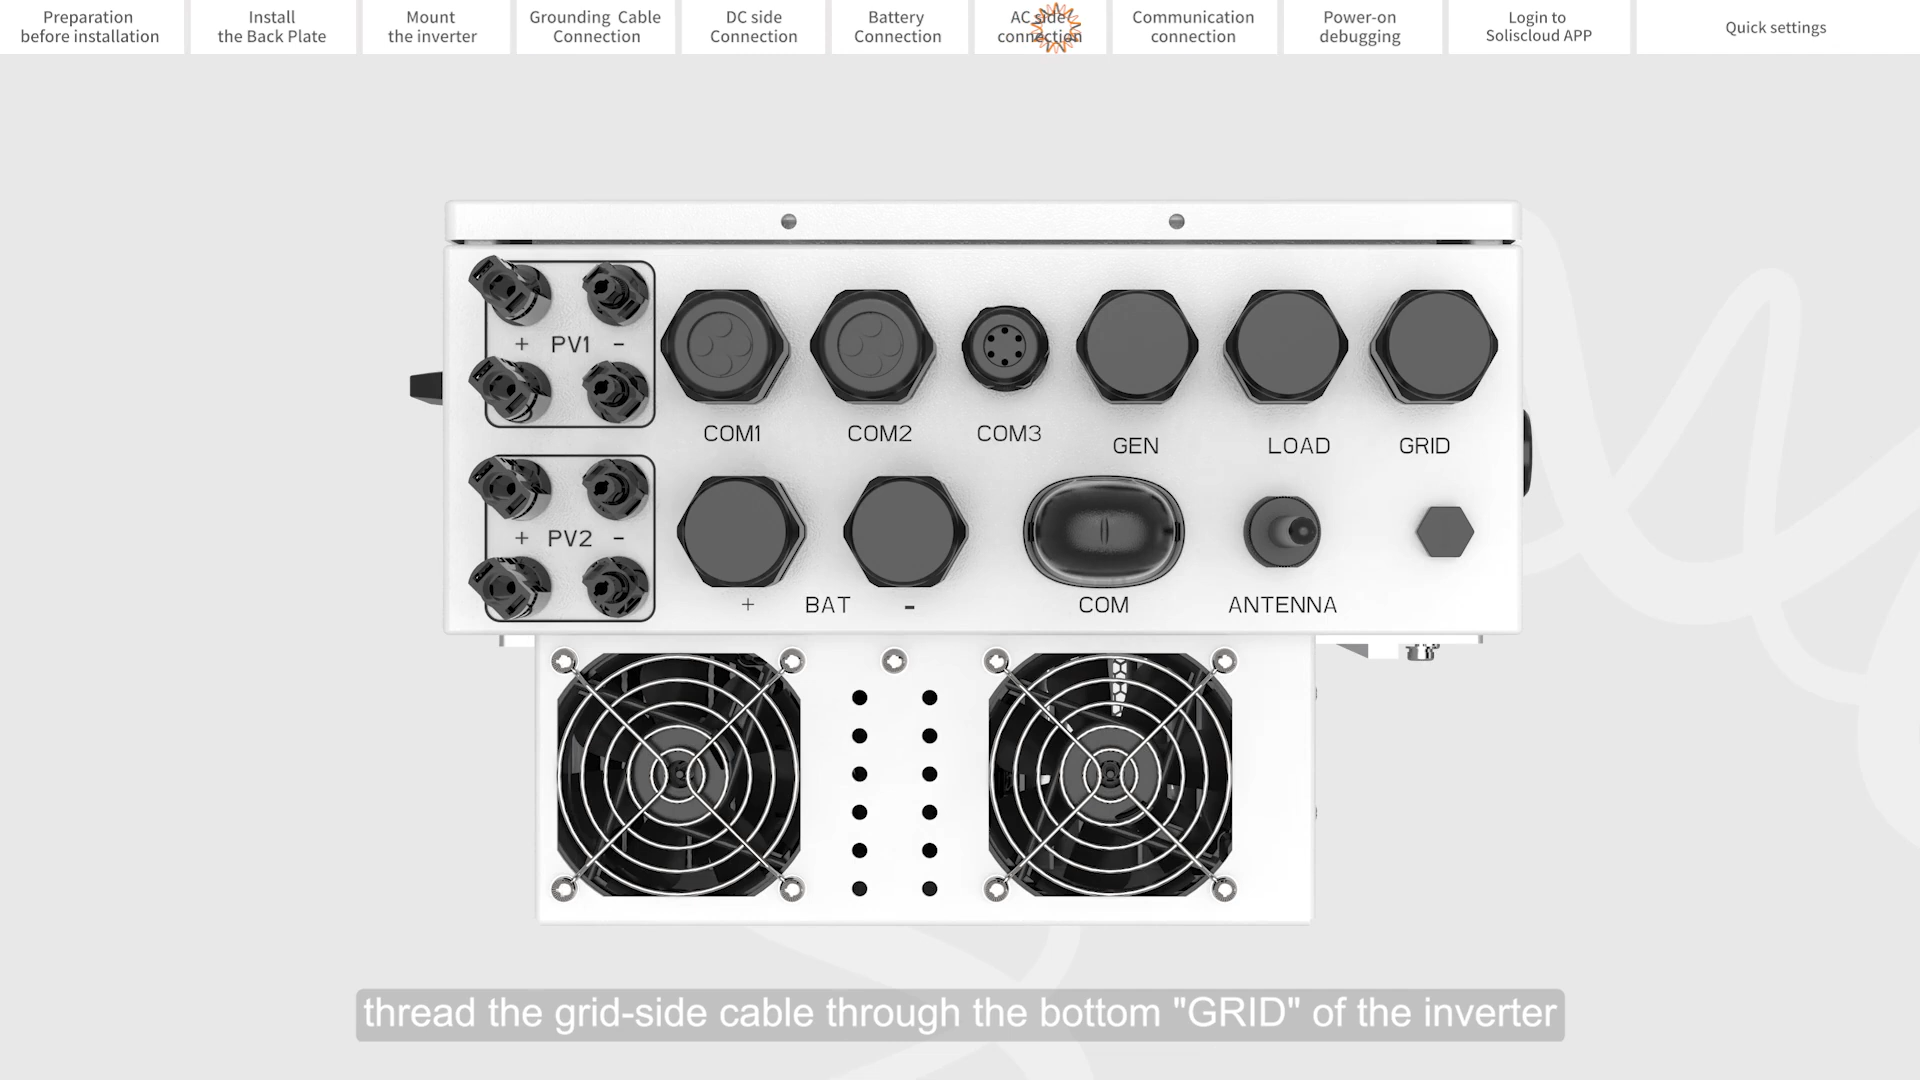 Preparation
before installation
Install
the Back Plate
Mount
the inverter
Grounding Cable
Connection
DC side
Connection
Battery
Connection
AC side
connection
Communication
connection
Power-on
debugging
Login to
Soliscloud APP
Quick settings
+ PV1 -
COM1
COM2
COM3
GEN
LOAD
GRID
+ PV2 -
+ BAT -
COM
ANTENNA
thread the grid-side cable through the bottom "GRID" of the inverter